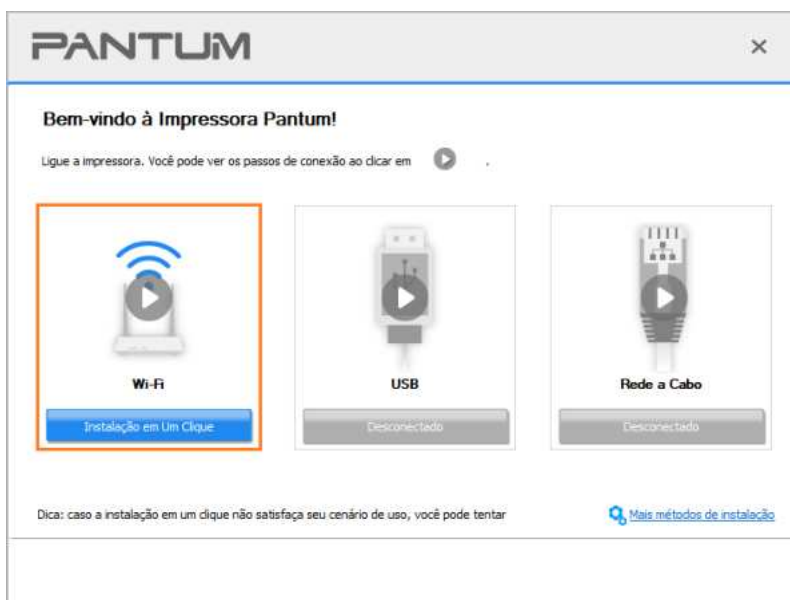 PANTUM
Bem-vindo à Impressora Pantum!
Ligue a impressora. Você pode ver os passos de conexão ao clicar em .
Wi-Fi
USB
Rede a Cabo
Instalação em Um Clique
Desconectado
Desconectado
Dica: caso a instalação em um clique não satisfaça seu cenário de uso, você pode tentar
Mais métodos de instalação